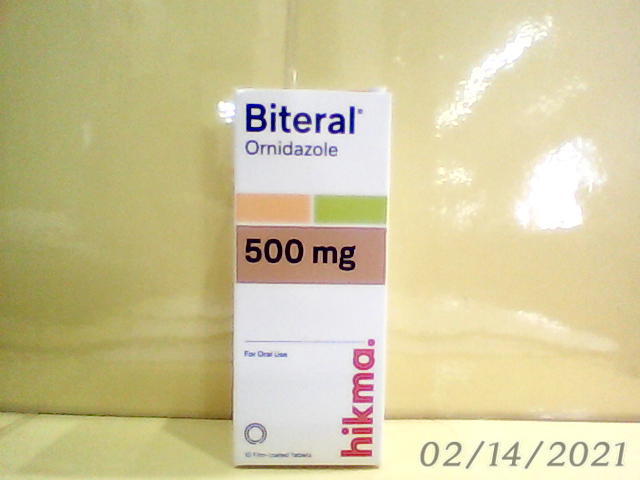 Biteral®
Ornidazole
500 mg
For Oral Use
hikma.
10 Film-coated Tablets
02/14/2021